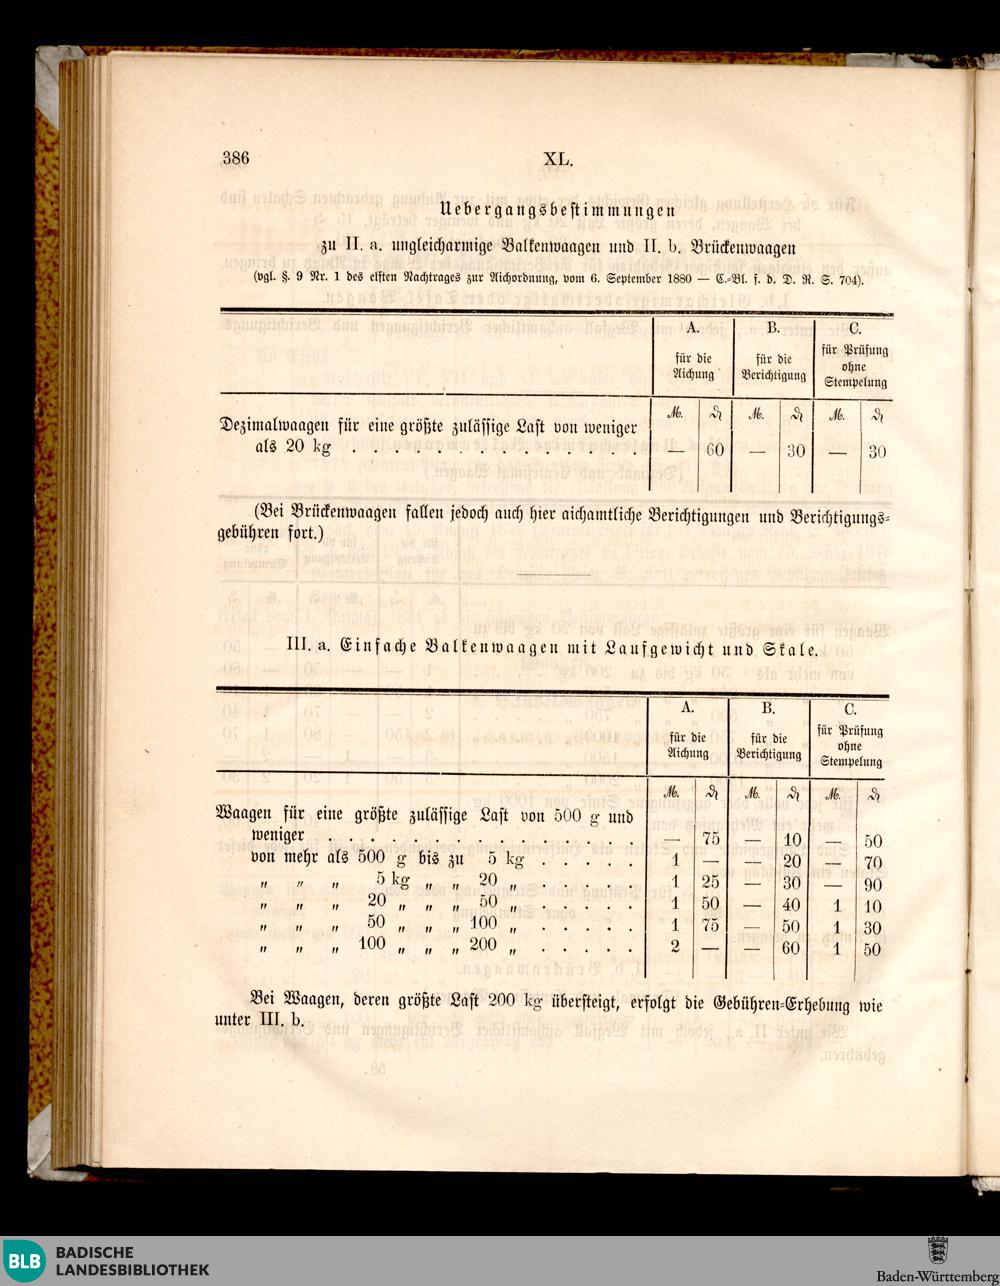 386 XL.
Uebergangsbestimmungen
zu II. a. ungleicharmige Balkenwaagen und II. b. Brückenwaagen
(vgl. §. 9 Nr. 1 des elften Nachtrages zur Aichordnung, vom 6. September 1880 — C.-Bl. f. d. D. R. S. 704).
A. B. C.
für die für die für Prüfung
Aichung Berichtigung ohne
Stempelung
ℳ. ₰ ℳ. ₰ ℳ. ₰
Dezimalwaagen für eine größte zulässige Last von weniger
als 20 kg . . . . . . . . . . . . — 60 — 30 — 30
(Bei Brückenwaagen fallen jedoch auch hier aichamtliche Berichtigungen und Berichtigungs-
gebühren fort.)
III. a. Einfache Balkenwaagen mit Laufgewicht und Skale.
A. B. C.
für die für die für Prüfung
Aichung Berichtigung ohne
Stempelung
ℳ. ₰ ℳ. ₰ ℳ. ₰
Waagen für eine größte zulässige Last von 500 g und
weniger . . . . . . . . . . . — 75 — 10 — 50
von mehr als 500 g bis zu 5 kg . . . . . 1 — — 20 — 70
„ „ „ 5 kg „ „ 20 „ . . . . . 1 25 — 30 — 90
„ „ „ 20 „ „ „ 50 „ . . . . . 1 50 — 40 1 10
„ „ „ 50 „ „ „ 100 „ . . . . . 1 75 — 50 1 30
„ „ „ 100 „ „ „ 200 „ . . . . . 2 — — 60 1 50
Bei Waagen, deren größte Last 200 kg übersteigt, erfolgt die Gebühren-Erhebung wie
unter III. b.
BLB BADISCHE
LANDESBIBLIOTHEK
Baden-Württemberg